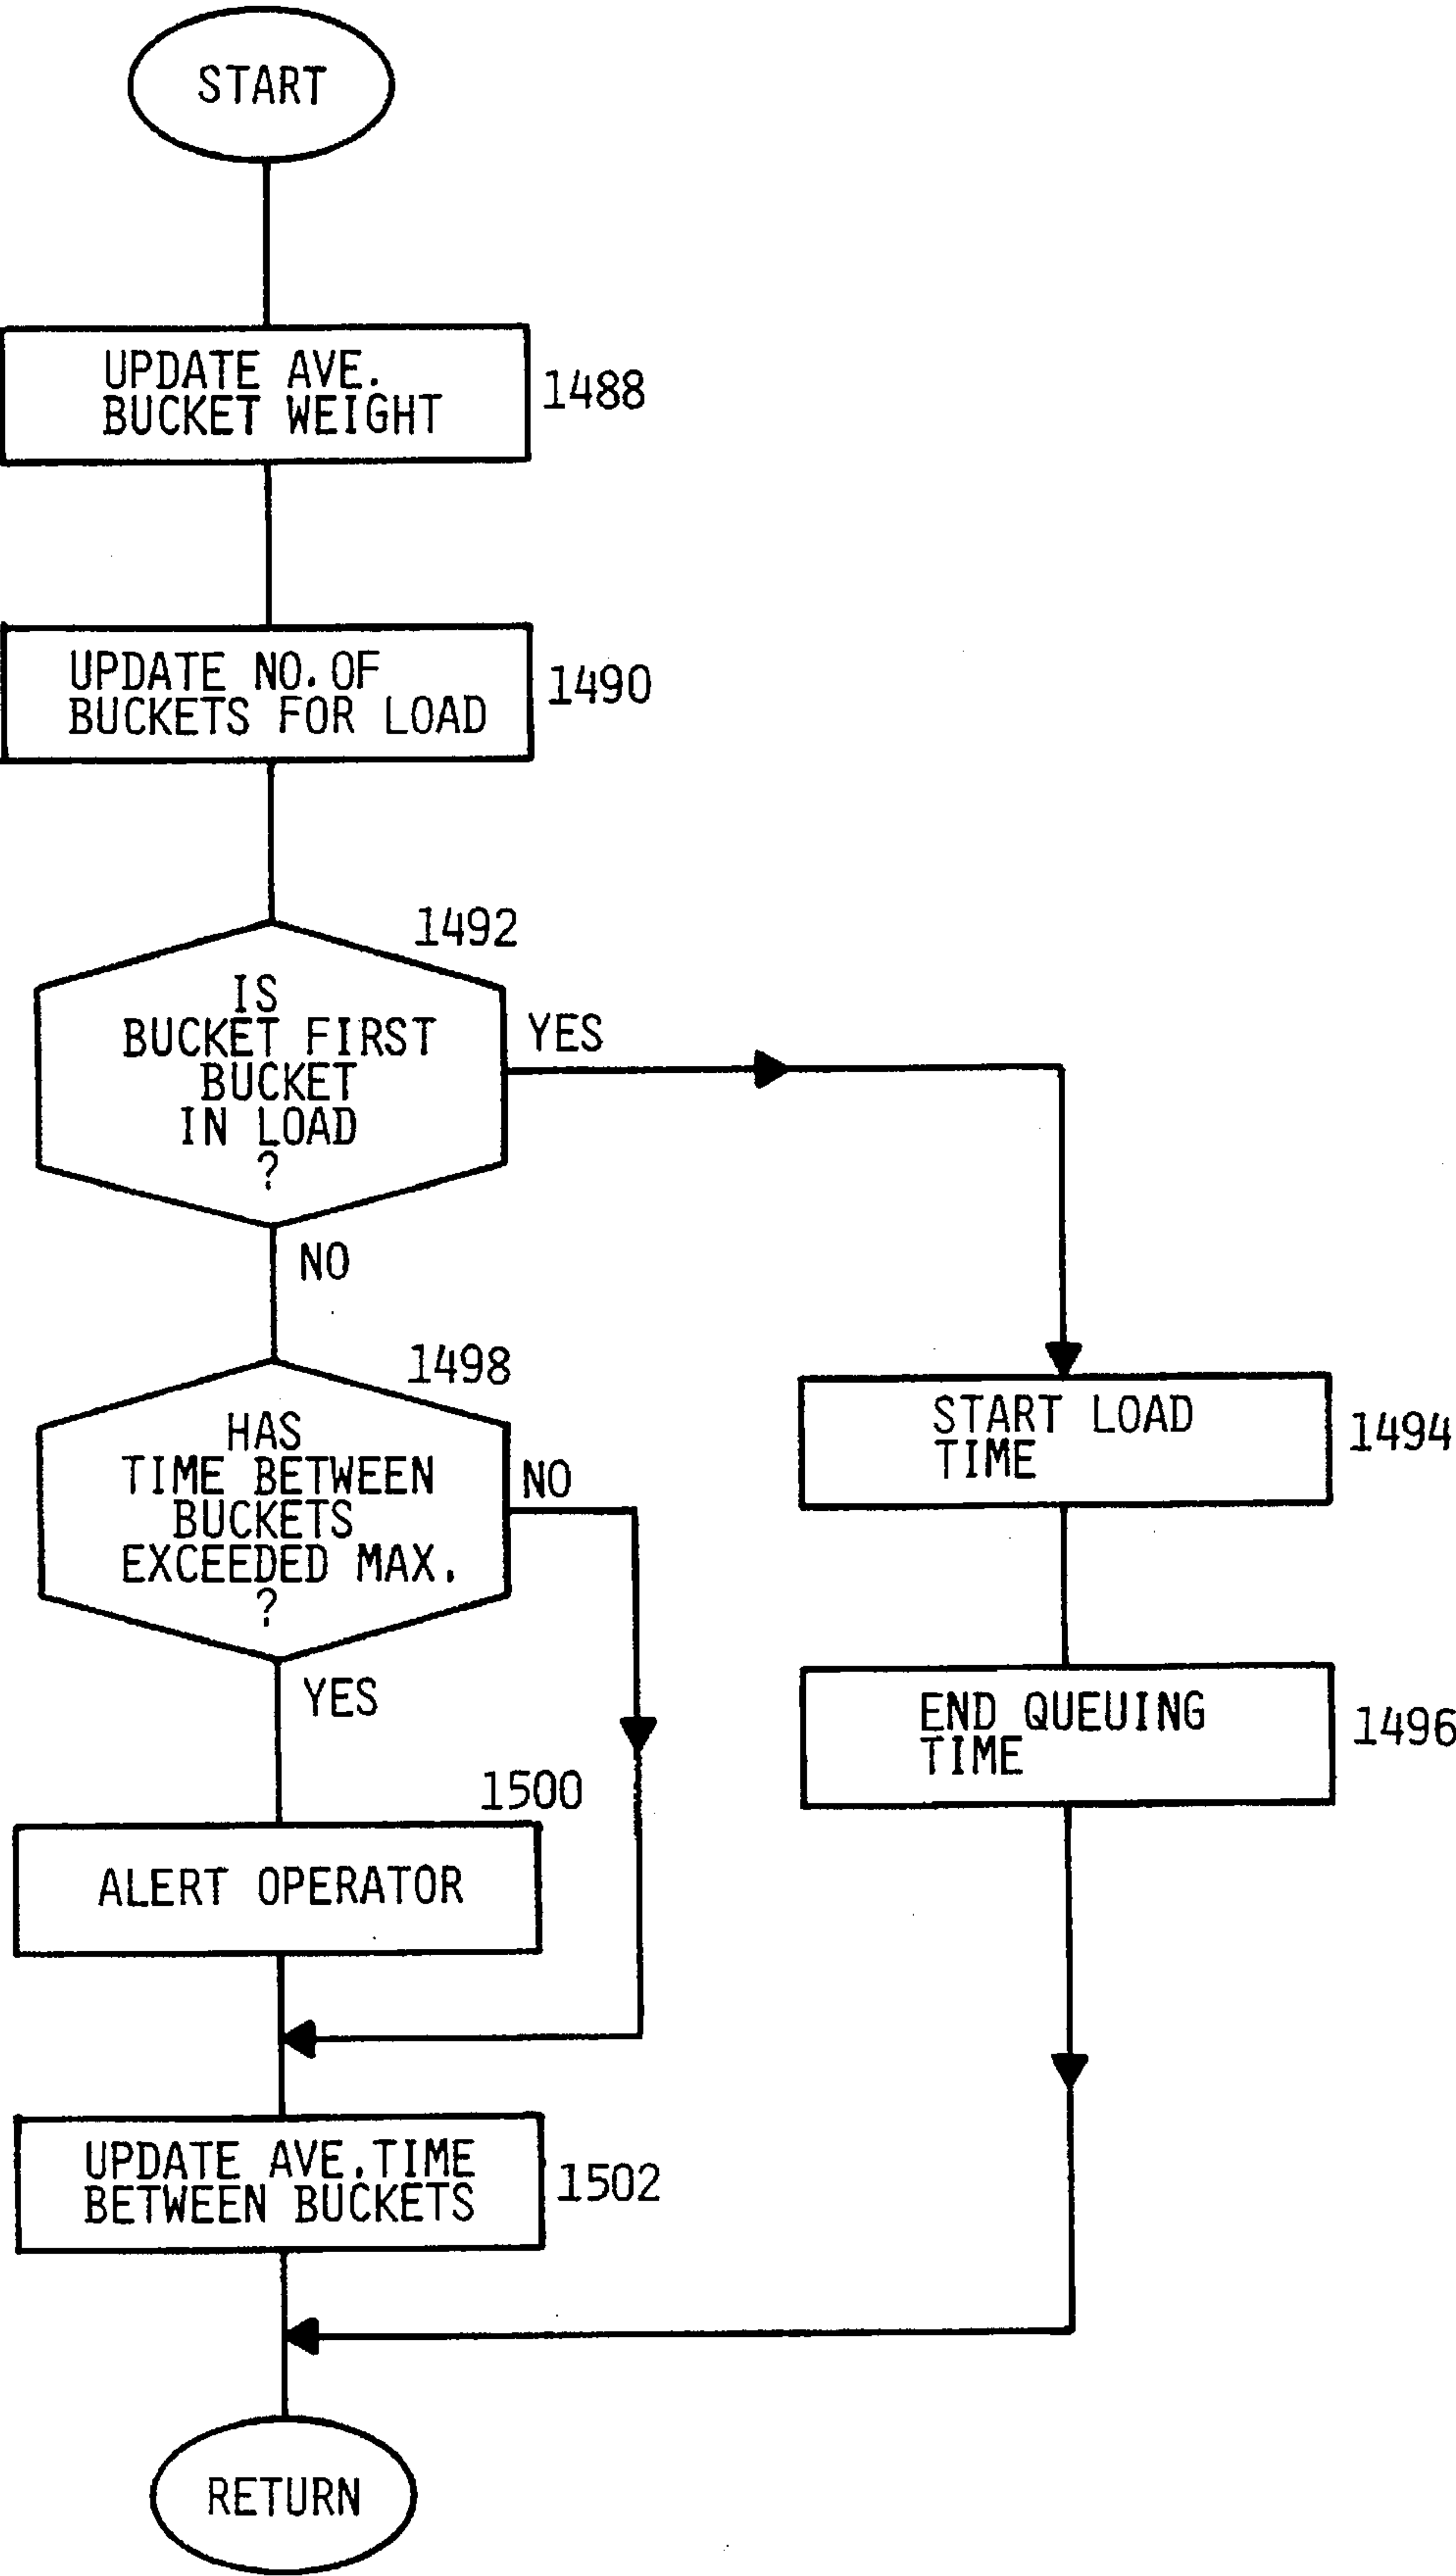 START
UPDATE AVE.
BUCKET WEIGHT
1488
UPDATE NO. OF
BUCKETS FOR LOAD
1490
1492
IS
BUCKET FIRST
BUCKET
IN LOAD
?
YES
NO
1498
HAS
TIME BETWEEN
BUCKETS
EXCEEDED MAX.
?
NO
YES
START LOAD
TIME
1494
END QUEUING
TIME
1496
1500
ALERT OPERATOR
UPDATE AVE. TIME
BETWEEN BUCKETS
1502
RETURN